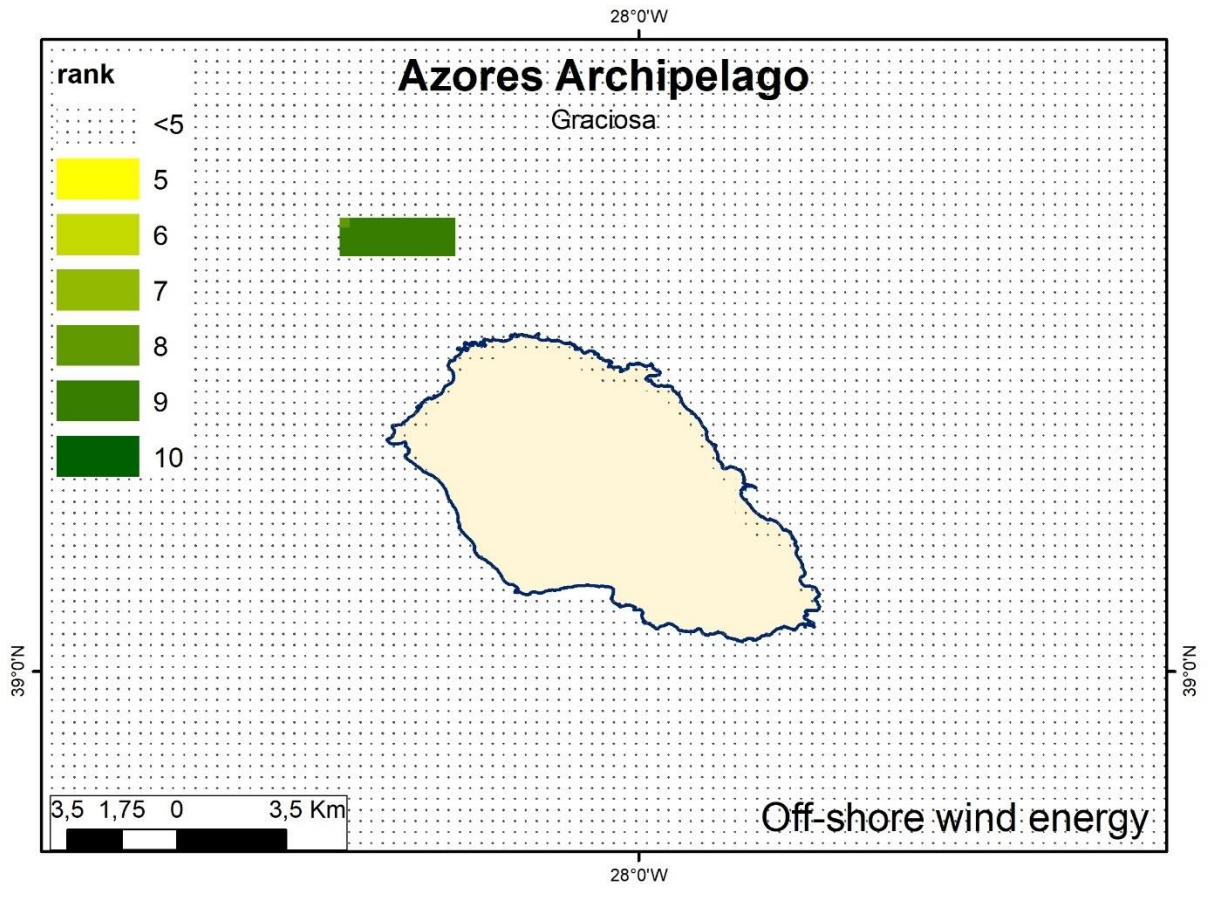 28°0'W
rank
Azores Archipelago
Graciosa
<5
5
6
7
8
9
10
39°0'N
39°0'N
3,5 1,75 0 3,5 Km
Off-shore wind energy
28°0'W